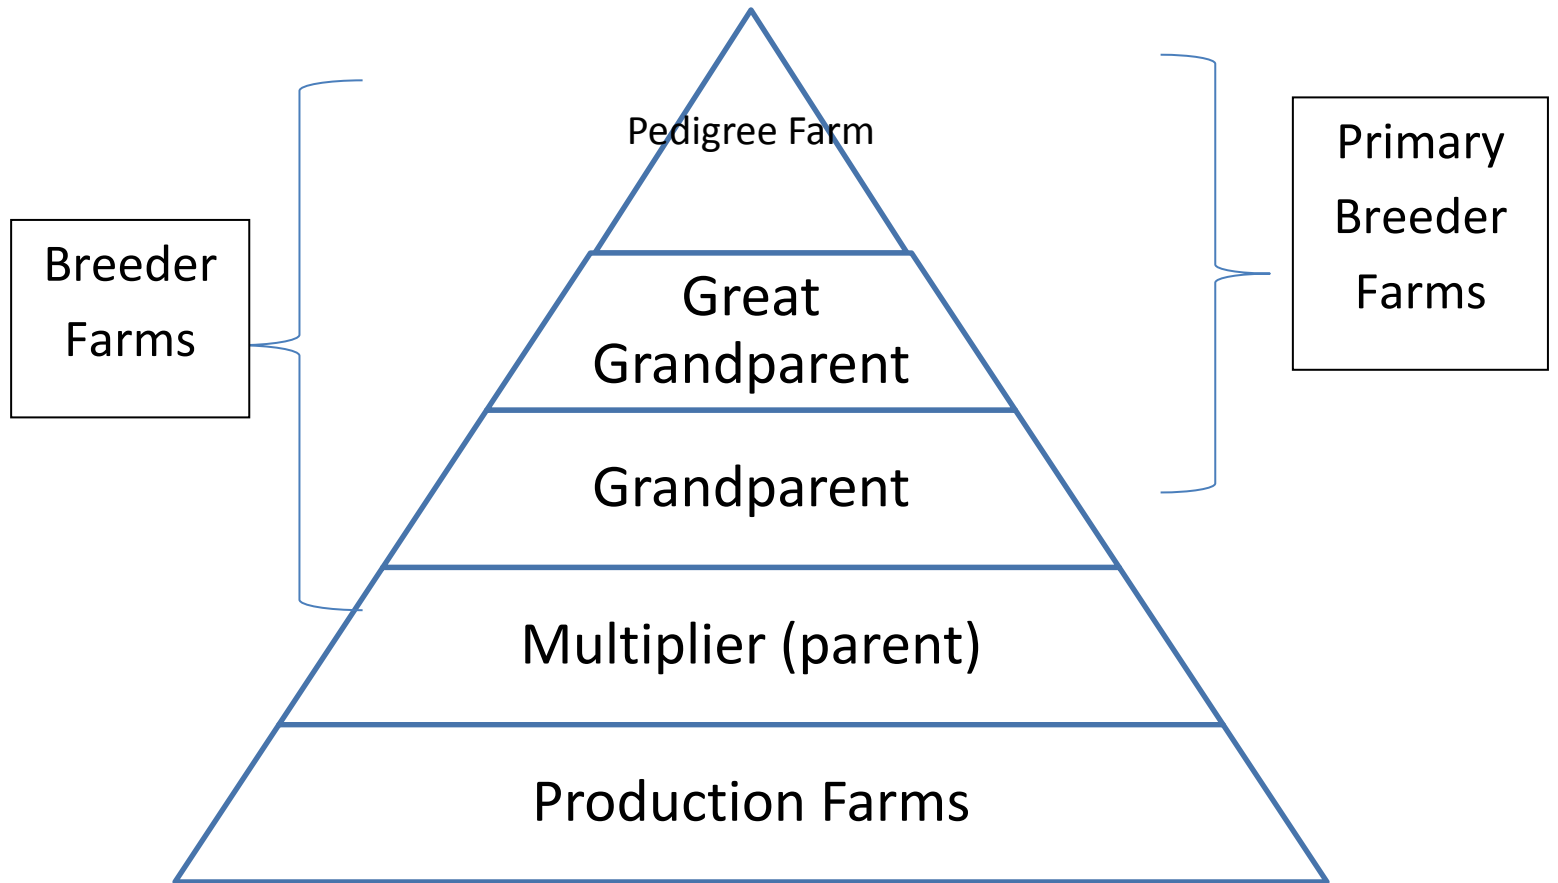 Pedigree Farm
Primary
Breeder
Farms
Breeder
Farms
Great
Grandparent
Grandparent
Multiplier (parent)
Production Farms